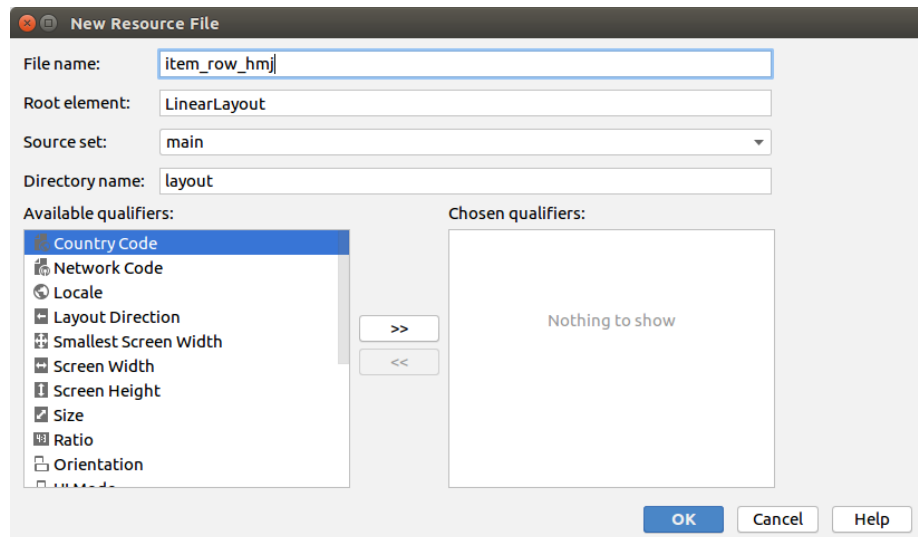 New Resource File
File name: item_row_hmj
Root element: LinearLayout
Source set: main
Directory name: layout
Available qualifiers:
Country Code
Network Code
Locale
Layout Direction
Smallest Screen Width
Screen Width
Screen Height
Size
Ratio
Orientation
>>
<<
Chosen qualifiers:
Nothing to show
OK Cancel Help